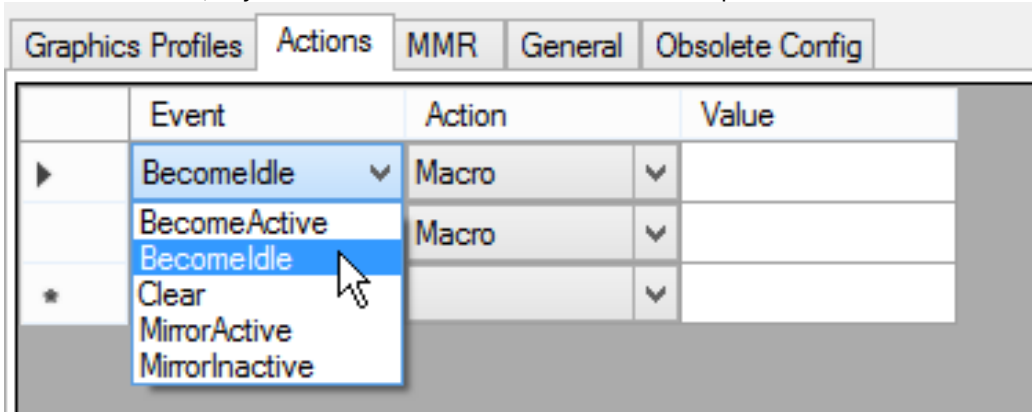 Graphics Profiles Actions MMR General Obsolete Config
Event Action Value
BecomeIdle Macro
BecomeActive Macro
BecomeIdle
Clear
MirrorActive
MirrorInactive